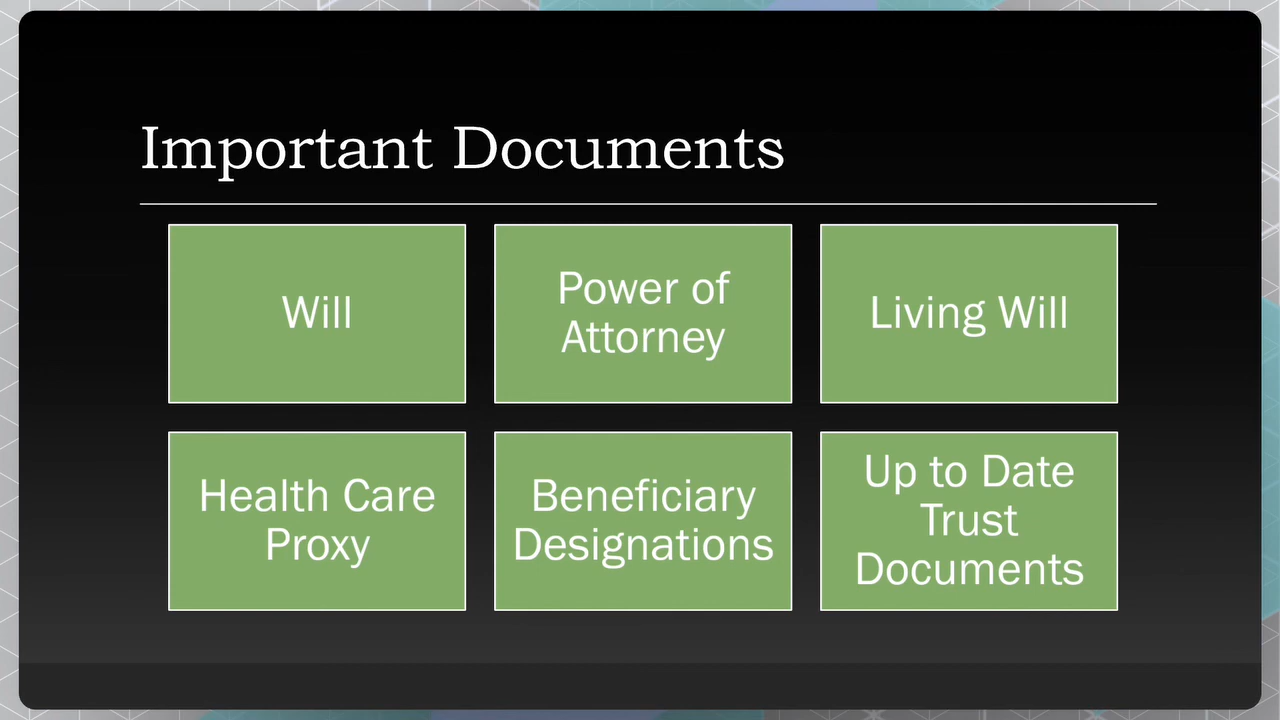 Important Documents
Will
Power of
Attorney
Living Will
Health Care
Proxy
Beneficiary
Designations
Up to Date
Trust
Documents